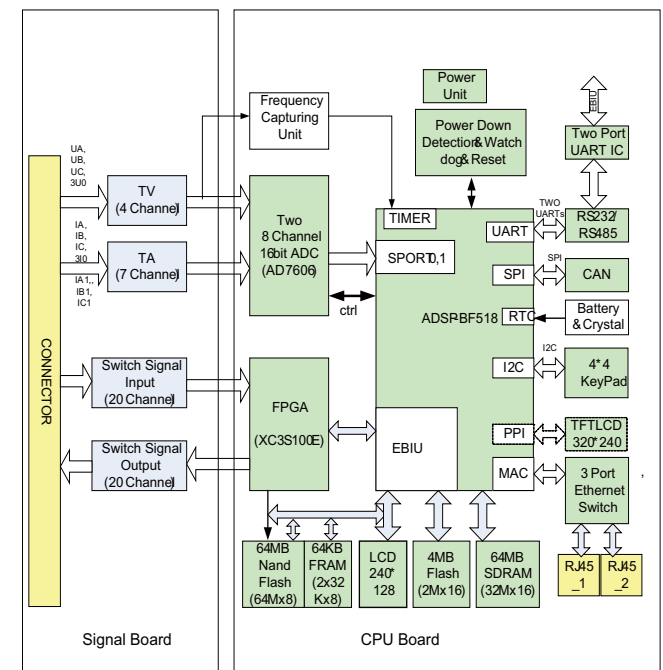 Power
Unit
Frequency
Capturing
Unit
Power Down
Detection& Watch
dog& Reset
EBIU
Two Port
UART IC
UA,
UB,
UC,
3U0
TV
(4 Channel)
IA,
IB,
IC,
3I0
TA
(7 Channel)
IA1,,
IB1,
IC1
Two
8 Channel
16bit ADC
(AD7606)
ctrl
TIMER
SPORT0,1
ADSP-BF518
UART
TWO
UARTs
RS232/
RS485
SPI
SPI
CAN
RTC
Battery
& Crystal
I2C
I2C
4*4
KeyPad
PPI
TFTLCD
320*240
MAC
3 Port
Ethernet
Switch
,
CONNECTOR
Switch Signal
Input
(20 Channel)
Switch Signal
Output
(20 Channel)
FPGA
(XC3S100E)
EBIU
64MB
Nand
Flash
(64Mx8)
64KB
FRAM
(2x32
Kx8)
LCD
240*
128
4MB
Flash
(2Mx16)
64MB
SDRAM
(32Mx16)
RJ45
_1
RJ45
_2
Signal Board
CPU Board